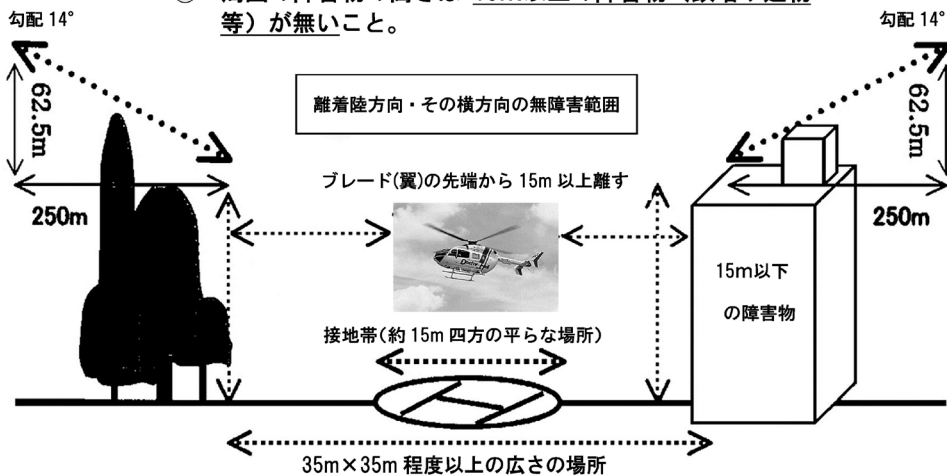 等）が無いこと。
勾配 14°
勾配 14°
62.5m
62.5m
離着陸方向・その横方向の無障害範囲
ブレード(翼)の先端から 15m 以上離す
250m
250m
15m以下
の障害物
接地帯(約 15m 四方の平らな場所)
35m×35m 程度以上の広さの場所